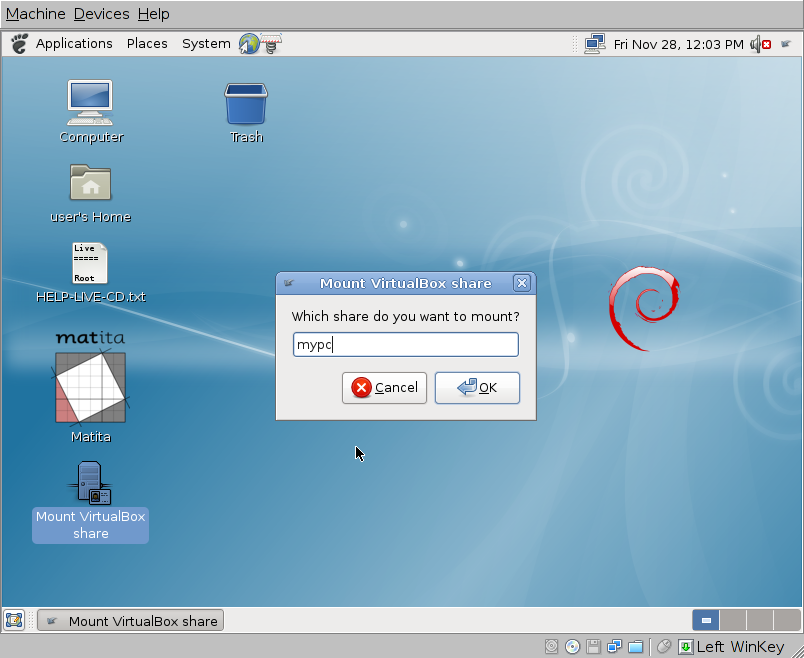 Machine Devices Help
Applications Places System
Fri Nov 28, 12:03 PM
Computer
Trash
user's Home
Live
=====
Root
HELP-LIVE-CD.txt
matita
Matita
Mount VirtualBox
share
Mount VirtualBox share
Which share do you want to mount?
mypc
Cancel
OK
Mount VirtualBox share
Left WinKey